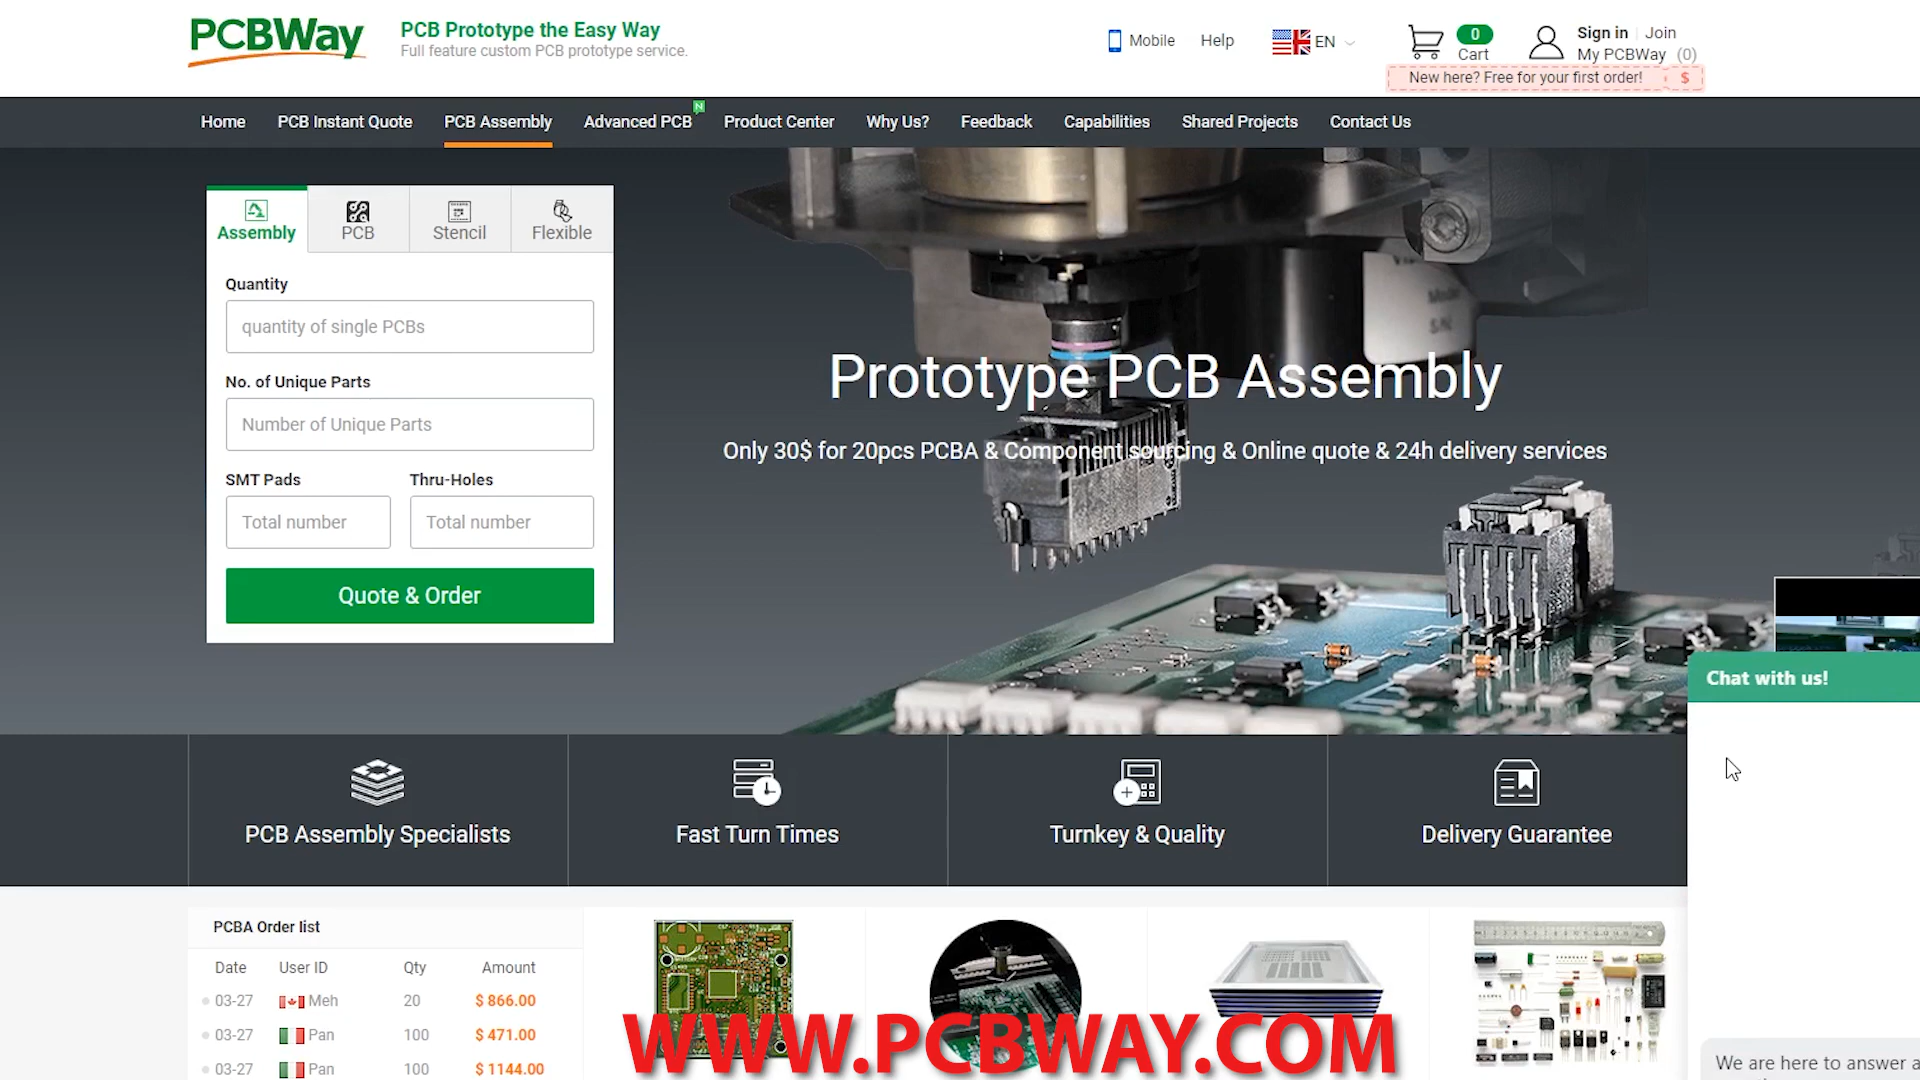 PCBWay
PCB Prototype the Easy Way
Full feature custom PCB prototype service.
Mobile
Help
EN
0
Cart
Sign in | Join
My PCBWay (0)
New here? Free for your first order! $
Home
PCB Instant Quote
PCB Assembly
Advanced PCB
N
Product Center
Why Us?
Feedback
Capabilities
Shared Projects
Contact Us
Assembly
PCB
Stencil
Flexible
Quantity
quantity of single PCBs
No. of Unique Parts
Number of Unique Parts
SMT Pads
Thru-Holes
Total number
Total number
Quote & Order
Prototype PCB Assembly
Only 30$ for 20pcs PCBA & Component sourcing & Online quote & 24h delivery services
Chat with us!
PCB Assembly Specialists
Fast Turn Times
Turnkey & Quality
Delivery Guarantee
PCBA Order list
Date User ID Qty Amount
03-27 Meh 20 $ 866.00
03-27 Pan 100 $ 471.00
03-27 Pan 100 $ 1144.00
WWW.PCBWAY.COM
We are here to answer a